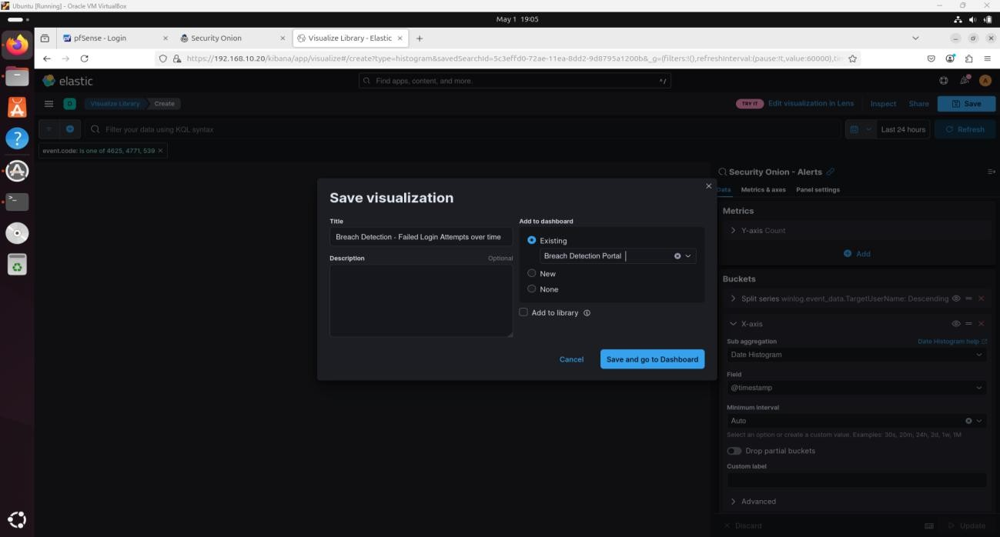 Ubuntu [Running] - Oracle VM VirtualBox
May 1 19:05
pfSense - Login
Security Onion
Visualize Library - Elastic
https://192.168.10.20/kibana/app/visualize#/create?type=histogram&savedSearchId=5c3effd0-72ae-11ea-8dd2-9d8795a1200b&_g=(filters:!(),refreshInterval:(pause:!t,value:60000),tim
elastic
Find apps, content, and more.
^/
A
D
Visualize Library
Create
TRY IT
Edit visualization in Lens
Inspect
Share
Save
Filter your data using KQL syntax
Last 24 hours
Refresh
event.code: is one of 4625, 4771, 539
Security Onion - Alerts
Data
Metrics & axes
Panel settings
Save visualization
Title
Breach Detection - Failed Login Attempts over time
Description
Optional
Add to dashboard
Existing
Breach Detection Portal
New
None
Add to library
Cancel
Save and go to Dashboard
Metrics
Y-axis Count
Add
Buckets
Split series winlog.event_data.TargetUserName: Descending
X-axis
Sub aggregation
Date Histogram help
Date Histogram
Field
@timestamp
Minimum interval
Auto
Select an option or create a custom value. Examples: 30s, 20m, 24h, 2d, 1w, 1M
Drop partial buckets
Custom label
Advanced
Discard
Update